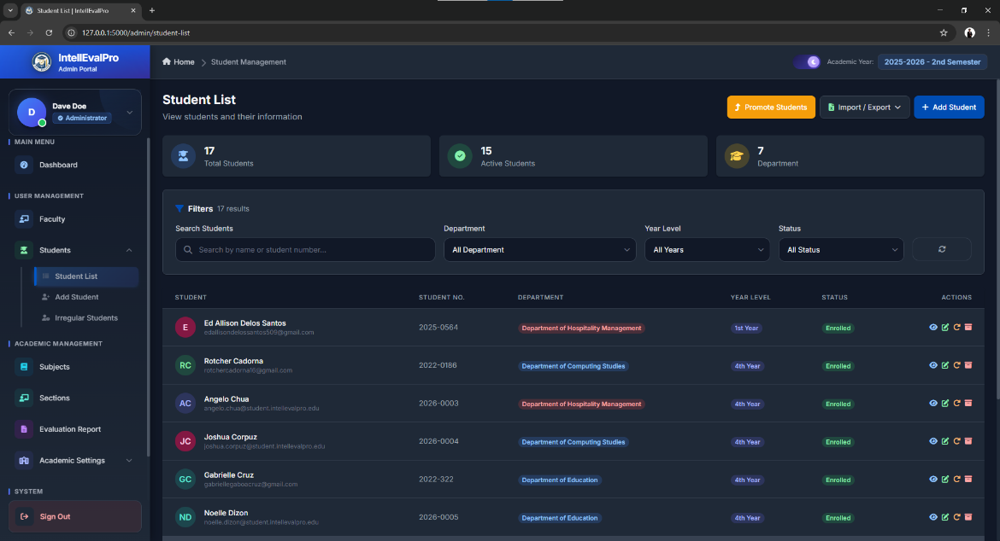 Student List | IntellEvalPro
127.0.0.1:5000/admin/student-list
IntellEvalPro
Admin Portal
Home
Student Management
Academic Year:
2025-2026 - 2nd Semester
D
Dave Doe
Administrator
MAIN MENU
Dashboard
USER MANAGEMENT
Faculty
Students
Student List
Add Student
Irregular Students
ACADEMIC MANAGEMENT
Subjects
Sections
Evaluation Report
Academic Settings
SYSTEM
Sign Out
Student List
View students and their information
Promote Students
Import / Export
Add Student
17
Total Students
15
Active Students
7
Department
Filters 17 results
Search Students
Department
Year Level
Status
Search by name or student number...
All Department
All Years
All Status
STUDENT STUDENT NO. DEPARTMENT YEAR LEVEL STATUS ACTIONS
E Ed Allison Delos Santos 2025-0564 Department of Hospitality Management 1st Year Enrolled
edallisondelossantos509@gmail.com
RC Rotcher Cadorna 2022-0186 Department of Computing Studies 4th Year Enrolled
rotchercadorna16@gmail.com
AC Angelo Chua 2026-0003 Department of Hospitality Management 4th Year Enrolled
angelo.chua@student.intellevalpro.edu
JC Joshua Corpuz 2026-0004 Department of Computing Studies 4th Year Enrolled
joshua.corpuz@student.intellevalpro.edu
GC Gabrielle Cruz 2022-322 Department of Education 4th Year Enrolled
gabriellegaboacruz@gmail.com
ND Noelle Dizon 2026-0005 Department of Education 4th Year Enrolled
noelle.dizon@student.intellevalpro.edu